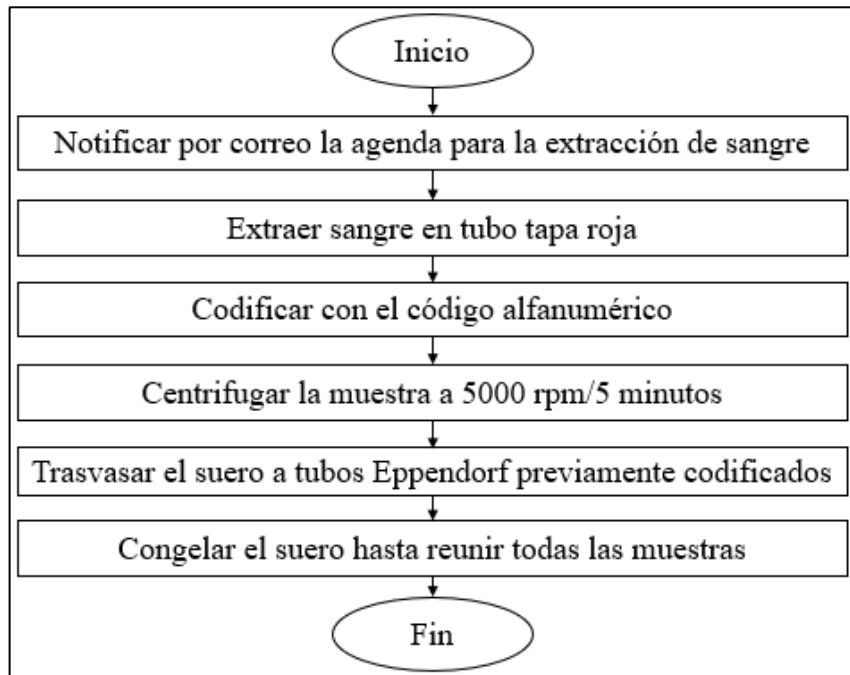 Inicio
Notificar por correo la agenda para la extracción de sangre
Extraer sangre en tubo tapa roja
Codificar con el código alfanumérico
Centrifugar la muestra a 5000 rpm/5 minutos
Trasvasar el suero a tubos Eppendorf previamente codificados
Congelar el suero hasta reunir todas las muestras
Fin